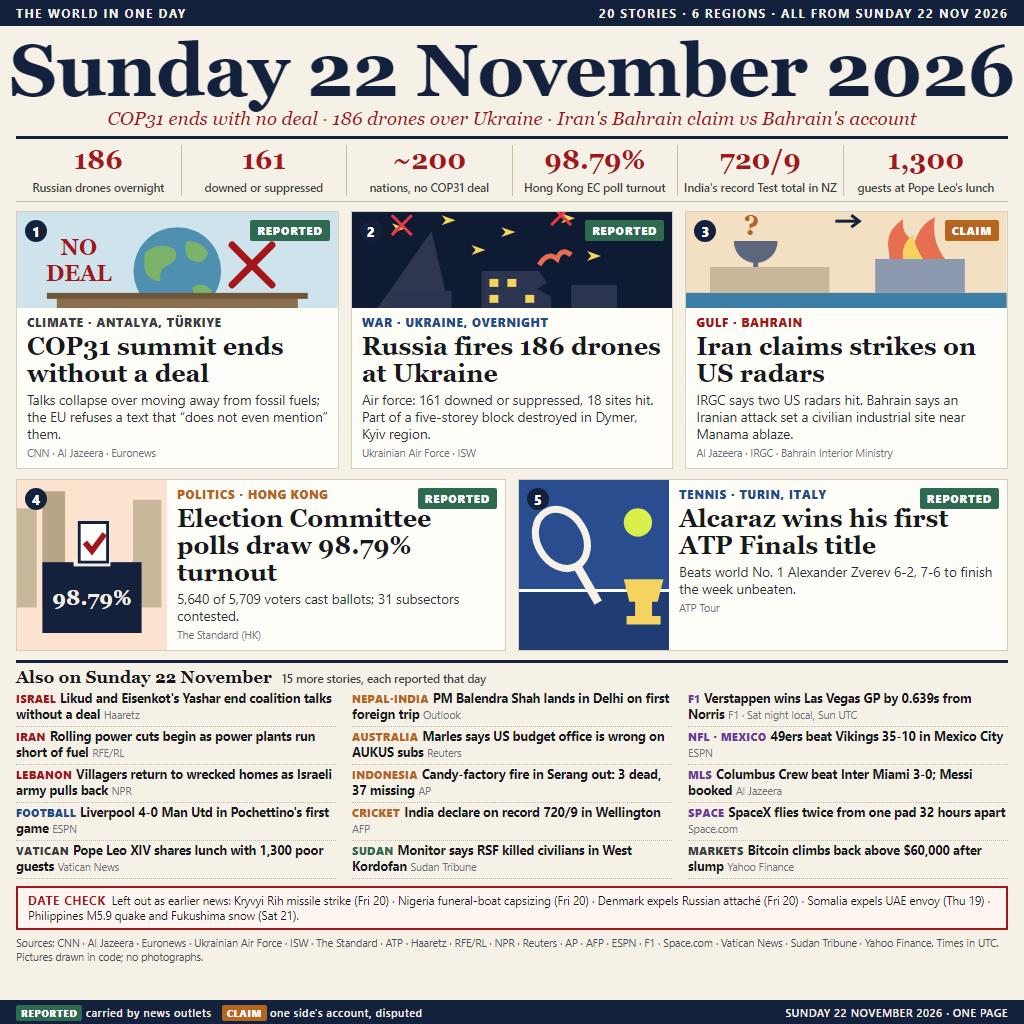 THE WORLD IN ONE DAY
20 STORIES · 6 REGIONS · ALL FROM SUNDAY 22 NOV 2026
Sunday 22 November 2026
COP31 ends with no deal · 186 drones over Ukraine · Iran's Bahrain claim vs Bahrain's account
186
Russian drones overnight
161
downed or suppressed
~200
nations, no COP31 deal
98.79%
Hong Kong EC poll turnout
720/9
India's record Test total in NZ
1,300
guests at Pope Leo's lunch
1
NO
DEAL
REPORTED
CLIMATE · ANTALYA, TÜRKIYE
COP31 summit ends
without a deal
Talks collapse over moving away from fossil fuels;
the EU refuses a text that “does not even mention”
them.
CNN · Al Jazeera · Euronews
2
REPORTED
WAR · UKRAINE, OVERNIGHT
Russia fires 186 drones
at Ukraine
Air force: 161 downed or suppressed, 18 sites hit.
Part of a five-storey block destroyed in Dymer,
Kyiv region.
Ukrainian Air Force · ISW
3
?
CLAIM
GULF · BAHRAIN
Iran claims strikes on
US radars
IRGC says two US radars hit. Bahrain says an
Iranian attack set a civilian industrial site near
Manama ablaze.
Al Jazeera · IRGC · Bahrain Interior Ministry
4
98.79%
POLITICS · HONG KONG
REPORTED
Election Committee
polls draw 98.79%
turnout
5,640 of 5,709 voters cast ballots; 31 subsectors
contested.
The Standard (HK)
5
TENNIS · TURIN, ITALY
REPORTED
Alcaraz wins his first
ATP Finals title
Beats world No. 1 Alexander Zverev 6-2, 7-6 to finish
the week unbeaten.
ATP Tour
Also on Sunday 22 November 15 more stories, each reported that day
ISRAEL Likud and Eisenkot's Yashar end coalition talks
without a deal Haaretz
IRAN Rolling power cuts begin as power plants run
short of fuel RFE/RL
LEBANON Villagers return to wrecked homes as Israeli
army pulls back NPR
FOOTBALL Liverpool 4-0 Man Utd in Pochettino's first
game ESPN
VATICAN Pope Leo XIV shares lunch with 1,300 poor
guests Vatican News
NEPAL-INDIA PM Balendra Shah lands in Delhi on first
foreign trip Outlook
AUSTRALIA Marles says US budget office is wrong on
AUKUS subs Reuters
INDONESIA Candy-factory fire in Serang out: 3 dead,
37 missing AP
CRICKET India declare on record 720/9 in Wellington
AFP
SUDAN Monitor says RSF killed civilians in West
Kordofan Sudan Tribune
F1 Verstappen wins Las Vegas GP by 0.639s from
Norris F1 · Sat night local, Sun UTC
NFL · MEXICO 49ers beat Vikings 35-10 in Mexico City
ESPN
MLS Columbus Crew beat Inter Miami 3-0; Messi
booked Al Jazeera
SPACE SpaceX flies twice from one pad 32 hours apart
Space.com
MARKETS Bitcoin climbs back above $60,000 after
slump Yahoo Finance
DATE CHECK Left out as earlier news: Kryvyi Rih missile strike (Fri 20) · Nigeria funeral-boat capsizing (Fri 20) · Denmark expels Russian attaché (Fri 20) · Somalia expels UAE envoy (Thu 19) ·
Philippines M5.9 quake and Fukushima snow (Sat 21).
Sources: CNN · Al Jazeera · Euronews · Ukrainian Air Force · ISW · The Standard · ATP · Haaretz · RFE/RL · NPR · Reuters · AP · AFP · ESPN · F1 · Space.com · Vatican News · Sudan Tribune · Yahoo Finance. Times in UTC.
Pictures drawn in code; no photographs.
REPORTED carried by news outlets CLAIM one side's account, disputed
SUNDAY 22 NOVEMBER 2026 · ONE PAGE